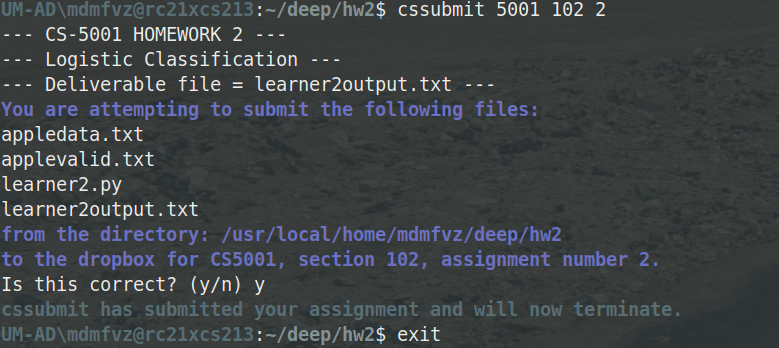 UM-AD\mdmfvz@rc21xcs213:~/deep/hw2$ cssubmit 5001 102 2
--- CS-5001 HOMEWORK 2 ---
--- Logistic Classification ---
--- Deliverable file = learner2output.txt ---
You are attempting to submit the following files:
appledata.txt
applevalid.txt
learner2.py
learner2output.txt
from the directory: /usr/local/home/mdmfvz/deep/hw2
to the dropbox for CS5001, section 102, assignment number 2.
Is this correct? (y/n) y
cssubmit has submitted your assignment and will now terminate.
UM-AD\mdmfvz@rc21xcs213:~/deep/hw2$ exit